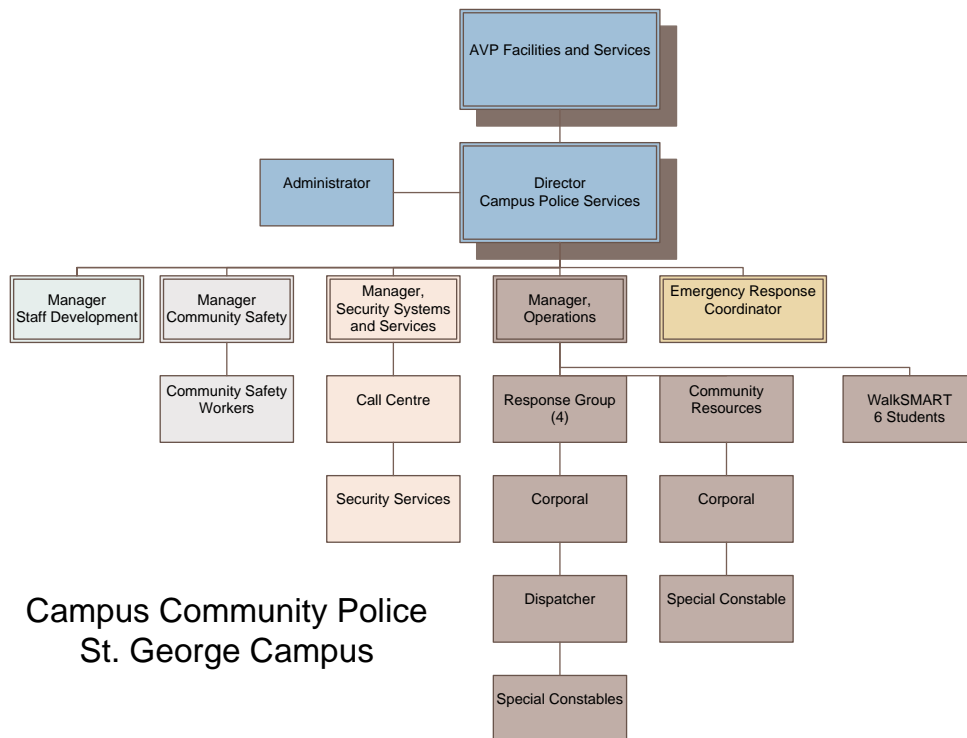 AVP Facilities and Services
Administrator
Director
Campus Police Services
Manager
Staff Development
Manager
Community Safety
Manager,
Security Systems
and Services
Manager,
Operations
Emergency Response
Coordinator
Community Safety
Workers
Call Centre
Response Group
(4)
Community
Resources
WalkSMART
6 Students
Security Services
Corporal
Corporal
Dispatcher
Special Constable
Campus Community Police
St. George Campus
Special Constables